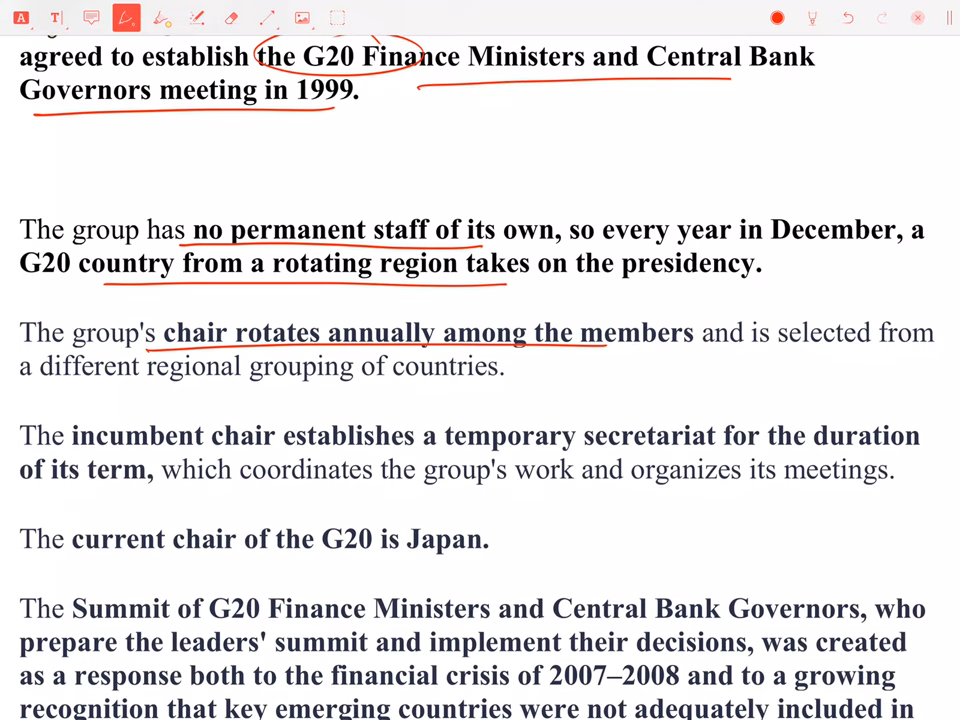 A T
agreed to establish the G20 Finance Ministers and Central Bank
Governors meeting in 1999.
The group has no permanent staff of its own, so every year in December, a
G20 country from a rotating region takes on the presidency.
The group's chair rotates annually among the members and is selected from
a different regional grouping of countries.
The incumbent chair establishes a temporary secretariat for the duration
of its term, which coordinates the group's work and organizes its meetings.
The current chair of the G20 is Japan.
The Summit of G20 Finance Ministers and Central Bank Governors, who
prepare the leaders' summit and implement their decisions, was created
as a response both to the financial crisis of 2007–2008 and to a growing
recognition that key emerging countries were not adequately included in